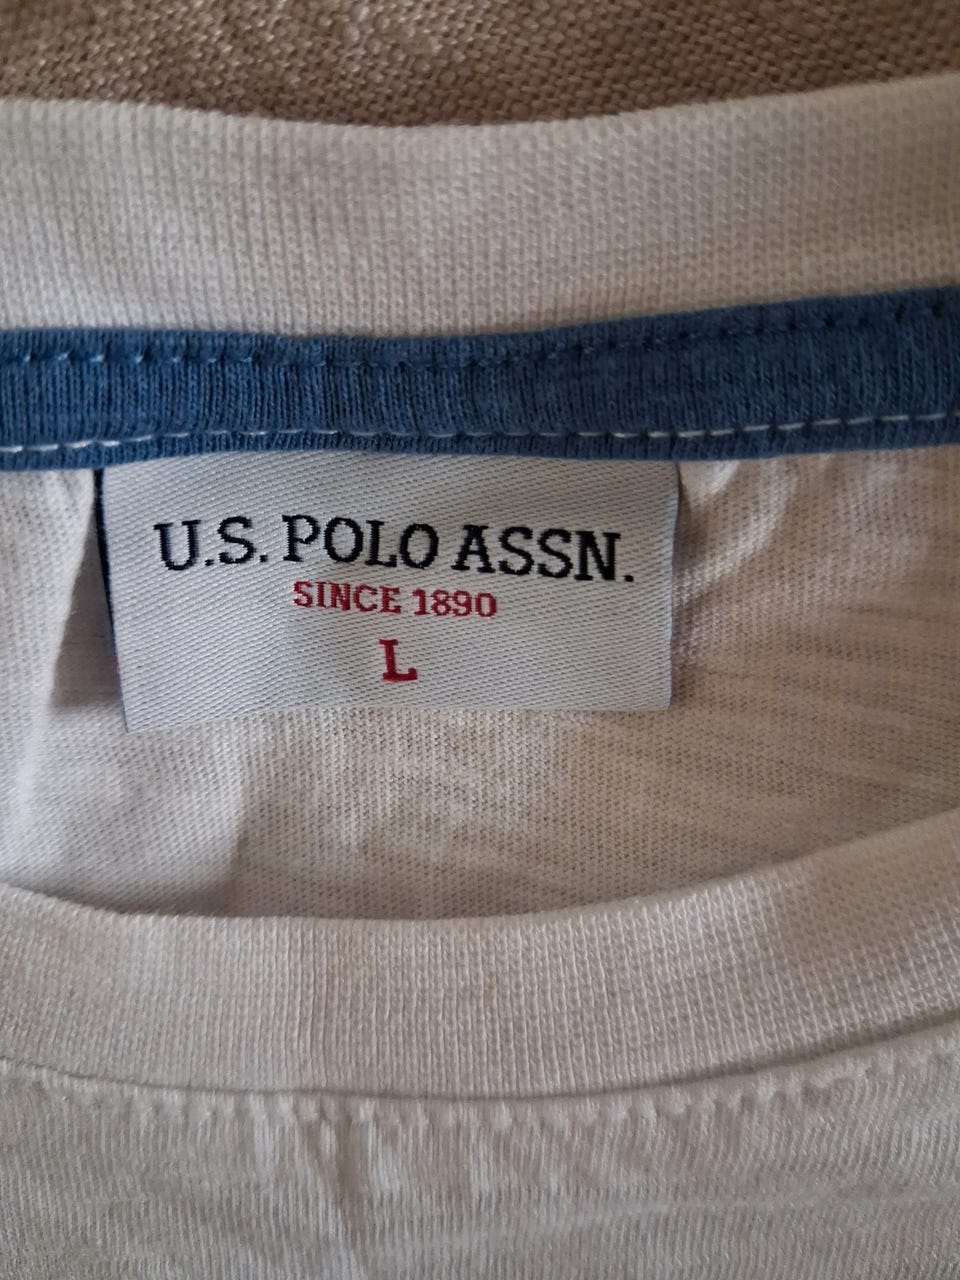 U.S. POLO ASSN.
SINCE 1890
L